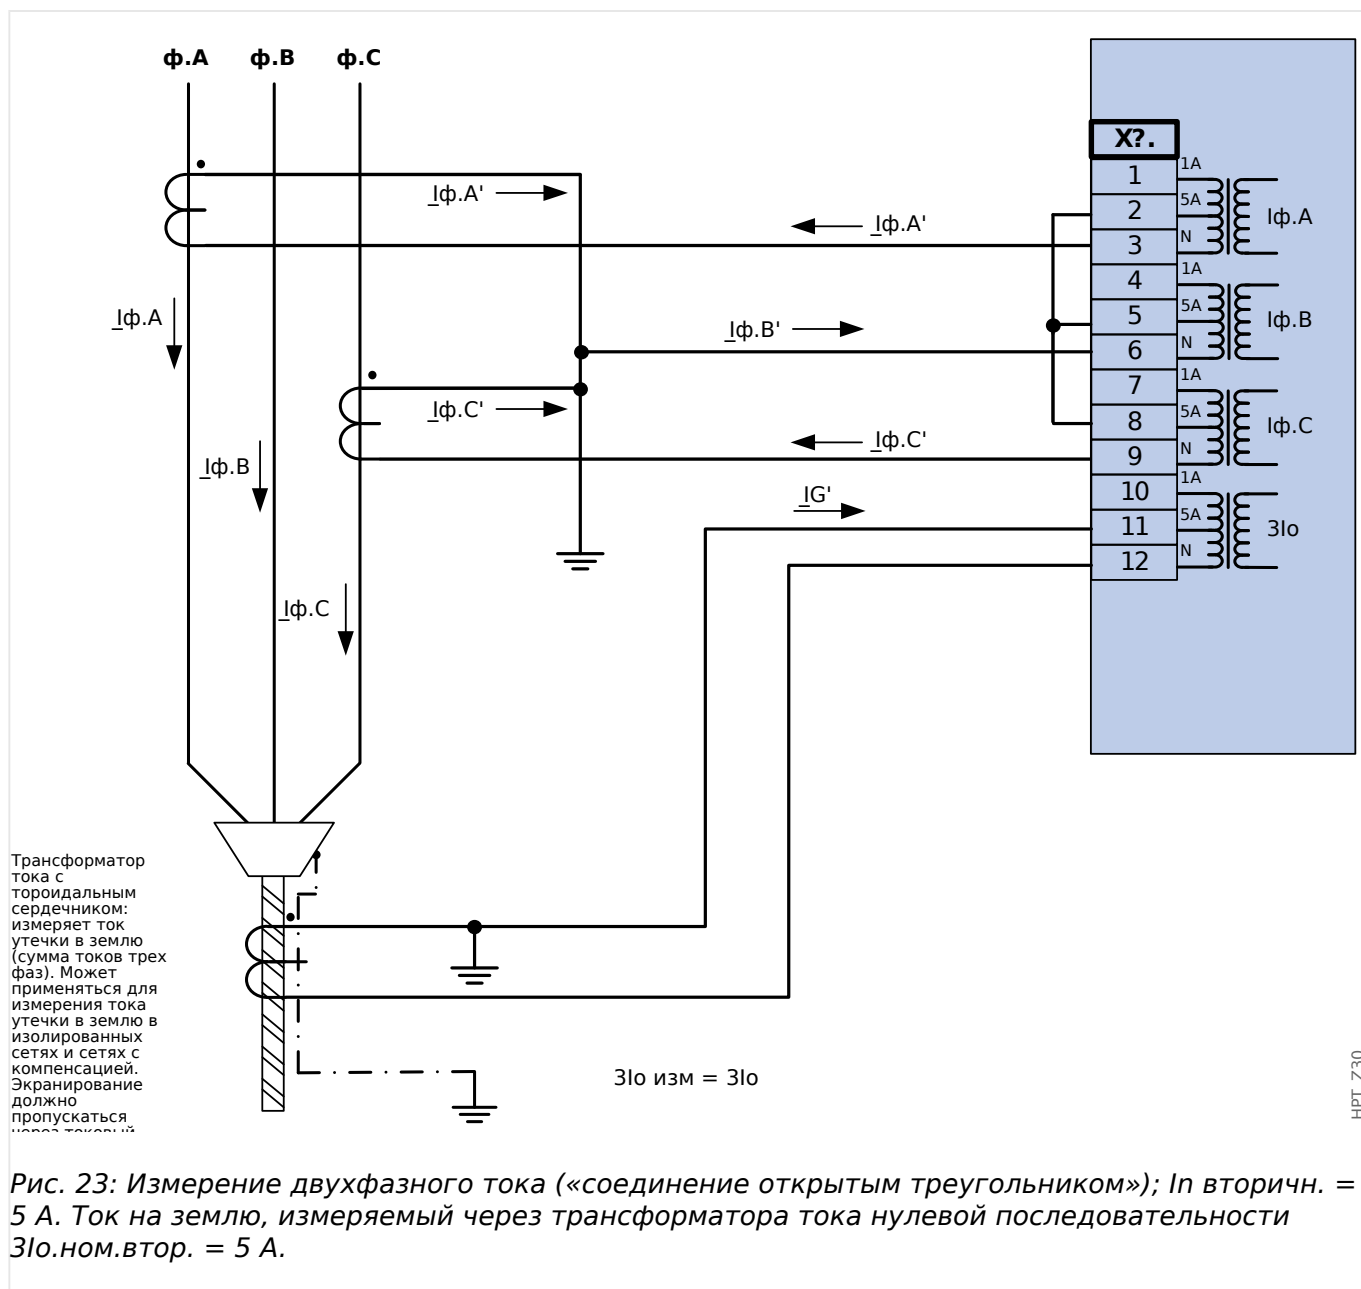 ф.A ф.B ф.C
X?.
1
2
3
4
5
6
7
8
9
10
11
12
1A
5A
N
Iф.A
1A
5A
N
Iф.B
1A
5A
N
Iф.C
1A
5A
N
3Io
_Iф.A'
_Iф.A'
_Iф.A
_Iф.B'
_Iф.C'
_Iф.C'
_Iф.B
_IG'
_Iф.C
Трансформатор
тока с
тороидальным
сердечником:
измеряет ток
утечки в землю
(сумма токов трех
фаз). Может
применяться для
измерения тока
утечки в землю в
изолированных
сетях и сетях с
компенсацией.
Экранирование
должно
пропускаться
через токовый
3Io изм = 3Io
HPT_Z30
Рис. 23: Измерение двухфазного тока («соединение открытым треугольником»); In вторичн. =
5 А. Ток на землю, измеряемый через трансформатора тока нулевой последовательности
3Io.ном.втор. = 5 А.